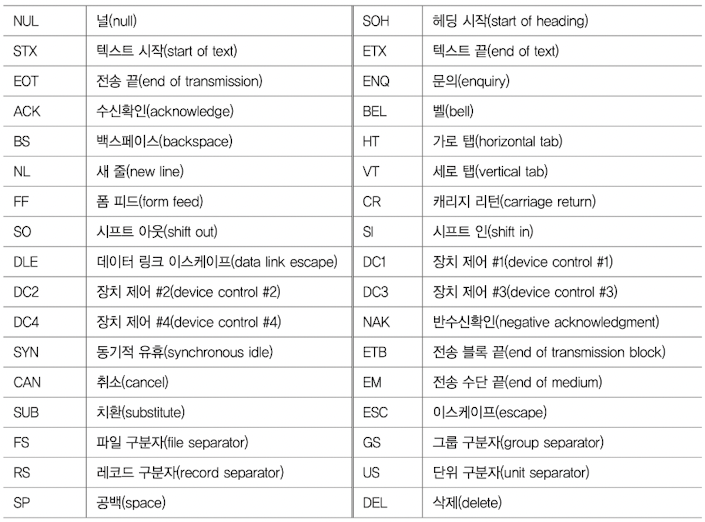 NUL 널(null) SOH 헤딩 시작(start of heading)
STX 텍스트 시작(start of text) ETX 텍스트 끝(end of text)
EOT 전송 끝(end of transmission) ENQ 문의(enquiry)
ACK 수신확인(acknowledge) BEL 벨(bell)
BS 백스페이스(backspace) HT 가로 탭(horizontal tab)
NL 새 줄(new line) VT 세로 탭(vertical tab)
FF 폼 피드(form feed) CR 캐리지 리턴(carriage return)
SO 시프트 아웃(shift out) SI 시프트 인(shift in)
DLE 데이터 링크 이스케이프(data link escape) DC1 장치 제어 #1(device control #1)
DC2 장치 제어 #2(device control #2) DC3 장치 제어 #3(device control #3)
DC4 장치 제어 #4(device control #4) NAK 반수신확인(negative acknowledgment)
SYN 동기적 유휴(synchronous idle) ETB 전송 블록 끝(end of transmission block)
CAN 취소(cancel) EM 전송 수단 끝(end of medium)
SUB 치환(substitute) ESC 이스케이프(escape)
FS 파일 구분자(file separator) GS 그룹 구분자(group separator)
RS 레코드 구분자(record separator) US 단위 구분자(unit separator)
SP 공백(space) DEL 삭제(delete)